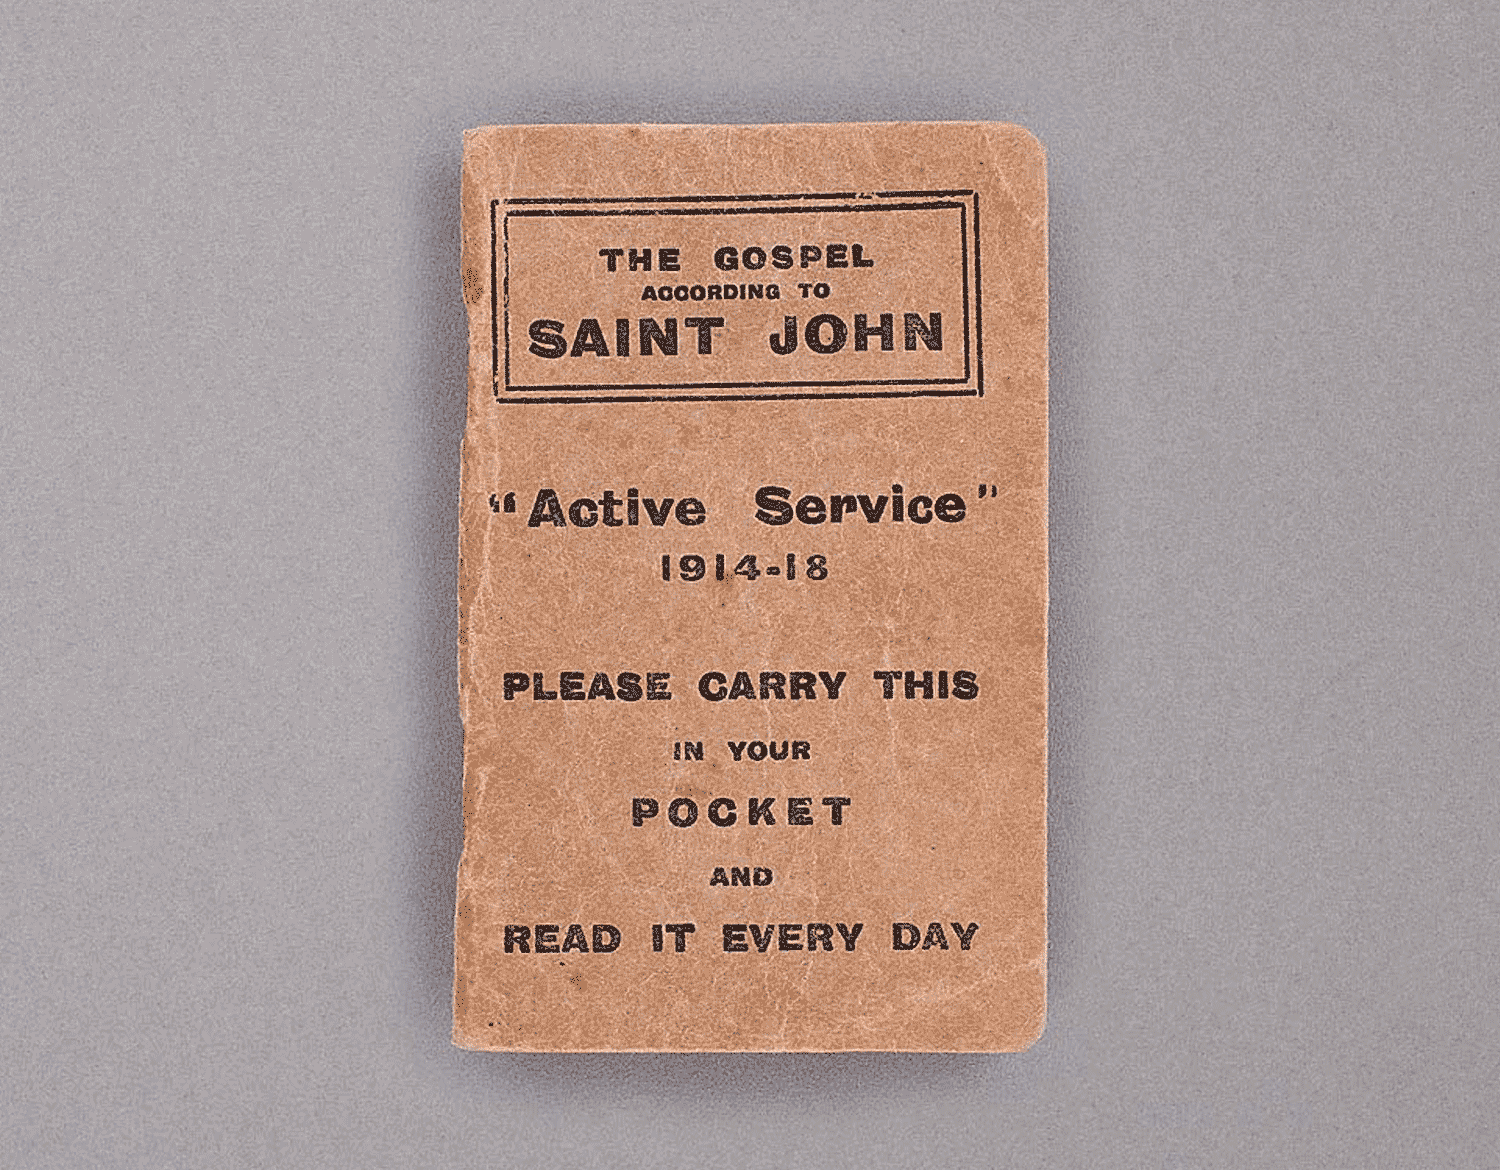 THE GOSPEL
ACCORDING TO
SAINT JOHN
"Active Service"
1914-18
PLEASE CARRY THIS
IN YOUR
POCKET
AND
READ IT EVERY DAY